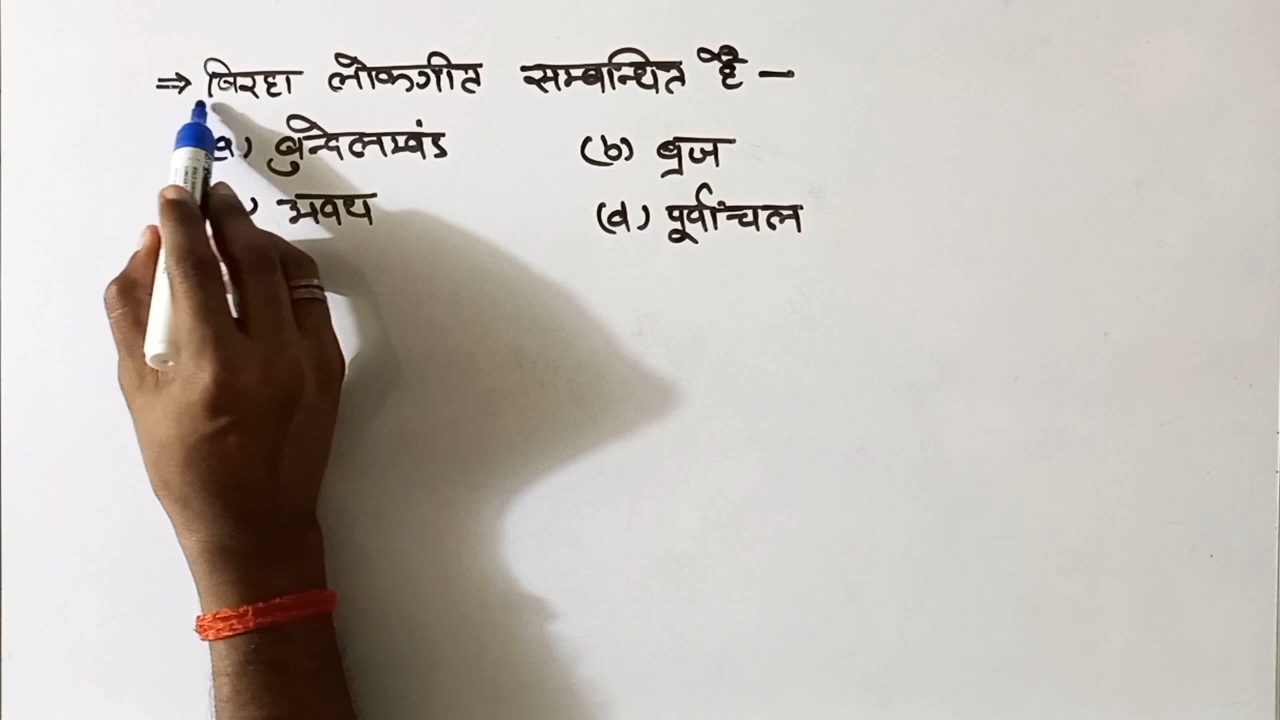 ⇒ बिरहा लोकगीत सम्बन्धित है –
a) बुन्देलखंड (b) ब्रज
) अवध (d) पूर्वांचल